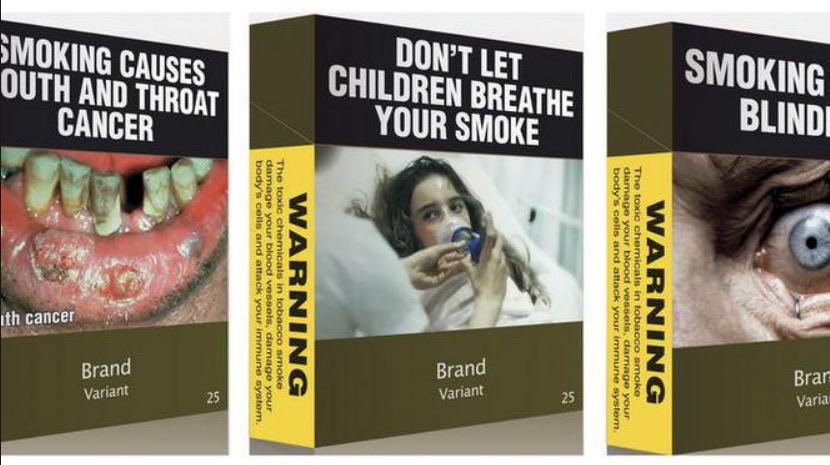 SMOKING CAUSES
OUTH AND THROAT
CANCER
th cancer
Brand
Variant
25
DON'T LET
CHILDREN BREATHE
YOUR SMOKE
WARNING
The toxic chemicals in tobacco smoke
damage your blood vessels, damage your
body's cells and attack your immune system.
Brand
Variant
25
SMOKING
BLIND
WARNING
The toxic chemicals in tobacco smoke
damage your blood vessels, damage your
body's cells and attack your immune system.
Bran
Varia